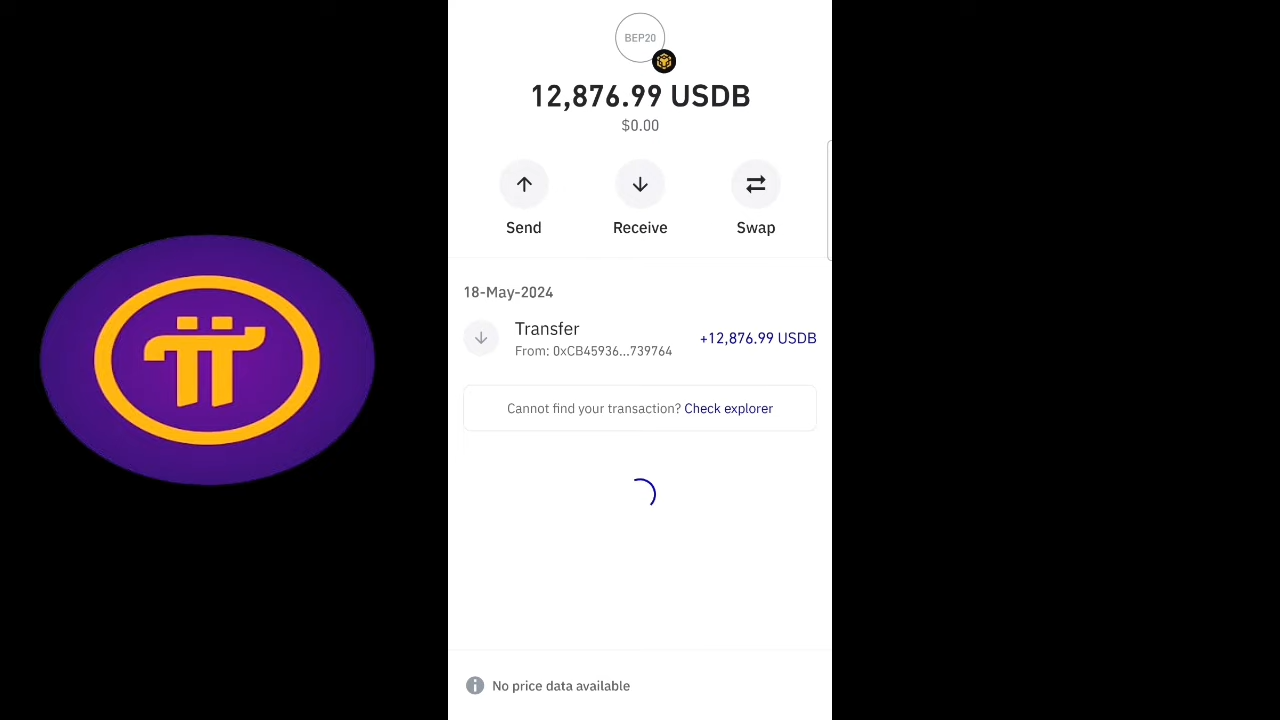 BEP20
12,876.99 USDB
$0.00
Send Receive Swap
18-May-2024
Transfer
From: 0xCB45936...739764
+12,876.99 USDB
Cannot find your transaction? Check explorer
No price data available